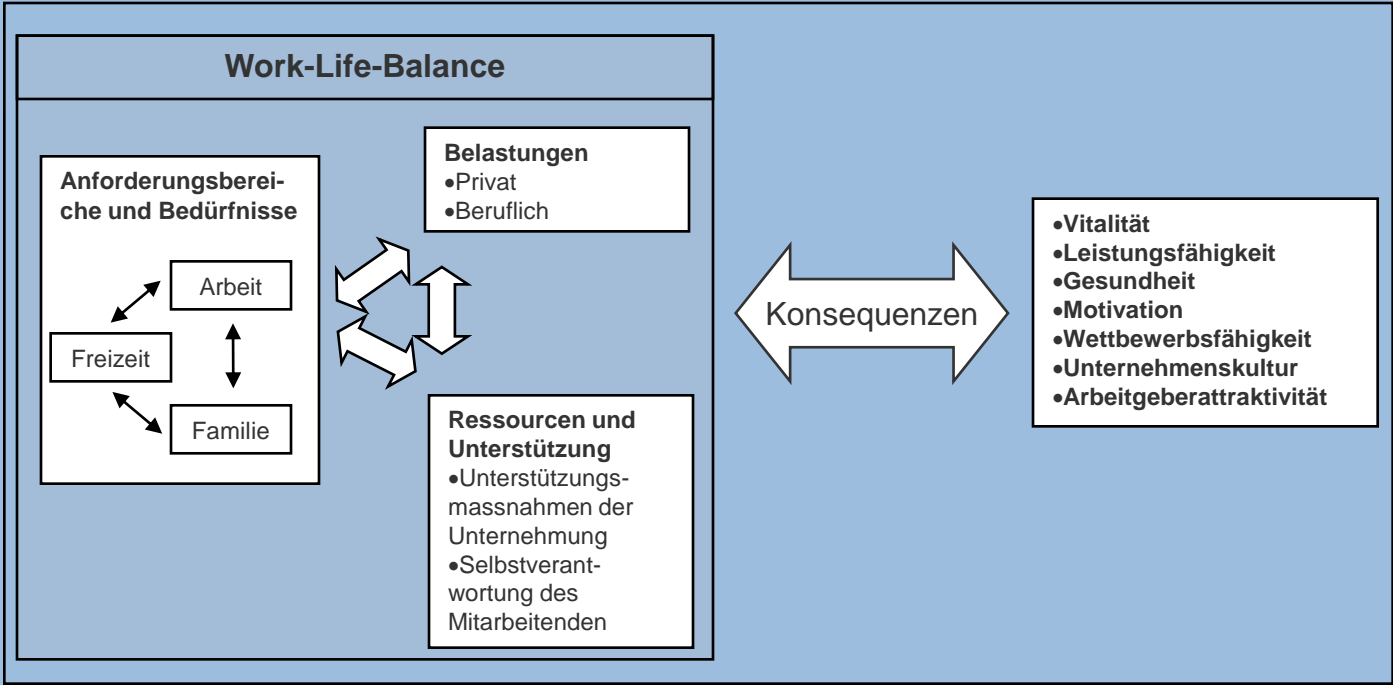 Work-Life-Balance
Anforderungsberei-
che und Bedürfnisse
Arbeit
Freizeit
Familie
Belastungen
•Privat
•Beruflich
Ressourcen und
Unterstützung
•Unterstützungs-
massnahmen der
Unternehmung
•Selbstverant-
wortung des
Mitarbeitenden
Konsequenzen
•Vitalität
•Leistungsfähigkeit
•Gesundheit
•Motivation
•Wettbewerbsfähigkeit
•Unternehmenskultur
•Arbeitgeberattraktivität